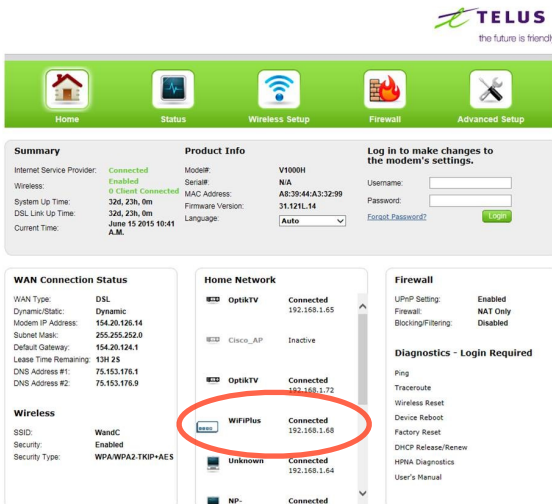 TELUS
the future is friendly
Home
Status
Wireless Setup
Firewall
Advanced Setup
Summary
Internet Service Provider: Connected
Wireless: Enabled
0 Client Connected
System Up Time: 32d, 23h, 0m
DSL Link Up Time: 32d, 23h, 0m
Current Time: June 15 2015 10:41
A.M.
Product Info
Model#: V1000H
Serial#: N/A
MAC Address: A8:39:44:A3:32:99
Firmware Version: 31.121L.14
Language: Auto
Log in to make changes to
the modem's settings.
Username:
Password:
Forgot Password? Login
WAN Connection Status
WAN Type: DSL
Dynamic/Static: Dynamic
Modem IP Address: 154.20.126.14
Subnet Mask: 255.255.252.0
Default Gateway: 154.20.124.1
Lease Time Remaining: 13H 2S
DNS Address #1: 75.153.176.1
DNS Address #2: 75.153.176.9
Wireless
SSID: WandC
Security: Enabled
Security Type: WPA/WPA2-TKIP+AES
Home Network
OptikTV Connected
192.168.1.65
Cisco_AP Inactive
OptikTV Connected
192.168.1.72
WiFiPlus Connected
192.168.1.68
Unknown Connected
192.168.1.64
NP- Connected
Firewall
UPnP Setting: Enabled
Firewall: NAT Only
Blocking/Filtering: Disabled
Diagnostics - Login Required
Ping
Traceroute
Wireless Reset
Device Reboot
Factory Reset
DHCP Release/Renew
HPNA Diagnostics
User's Manual